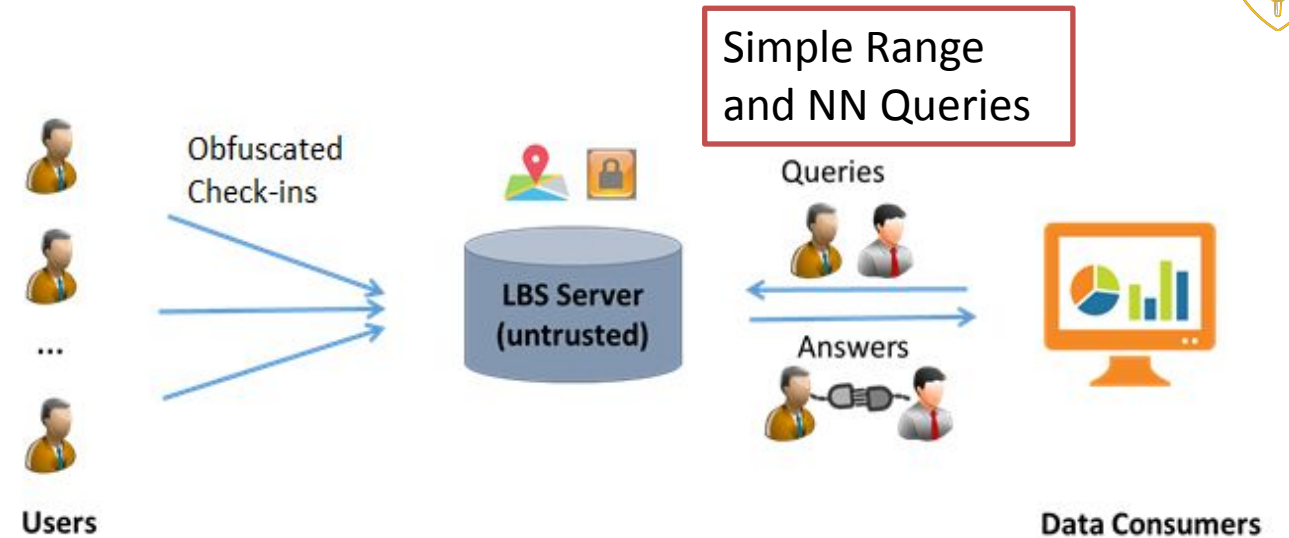 Simple Range
and NN Queries
Obfuscated
Check-ins
Queries
LBS Server
(untrusted)
...
Answers
Users
Data Consumers